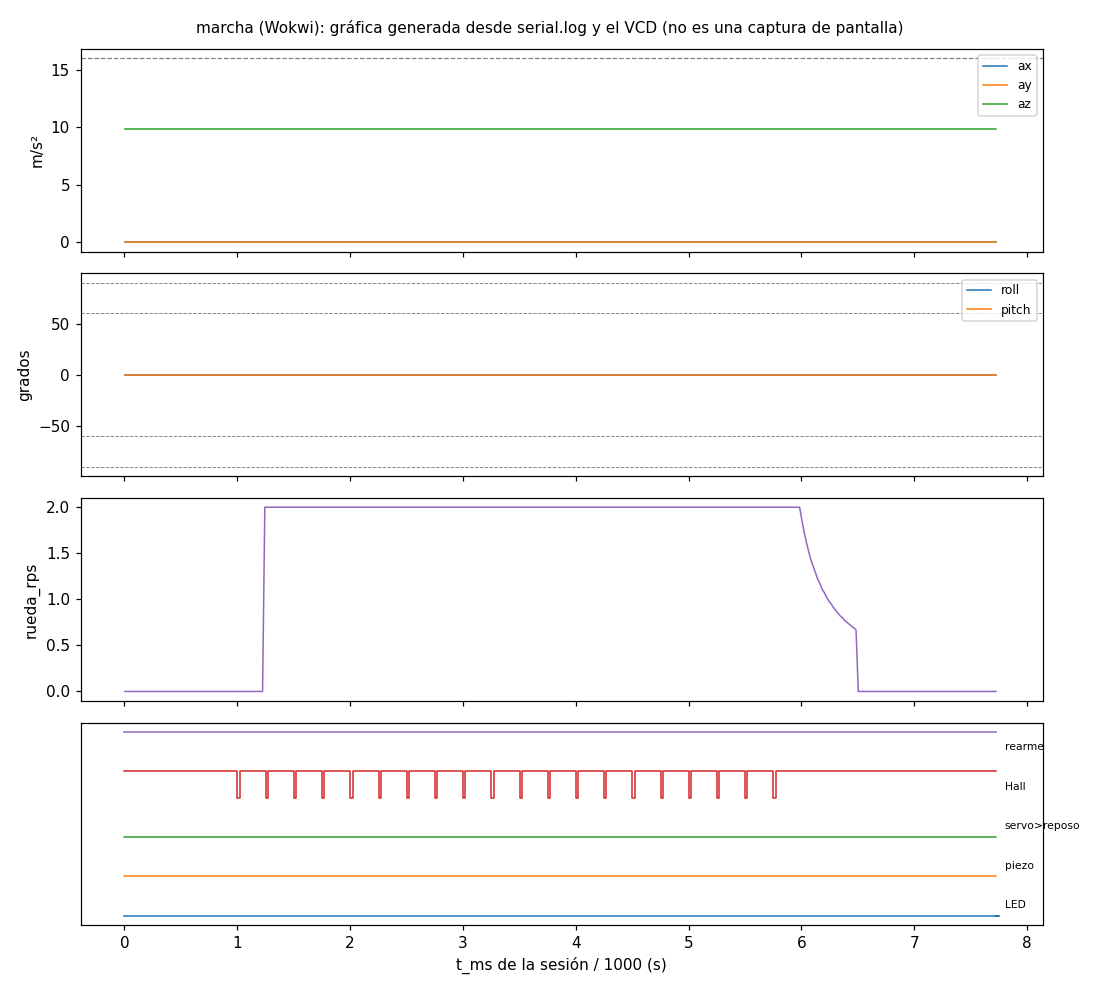 marcha (Wokwi): gráfica generada desde serial.log y el VCD (no es una captura de pantalla)
15
10
5
0
m/s²
ax
ay
az
50
0
−50
grados
roll
pitch
2.0
1.5
1.0
0.5
0.0
rueda_rps
rearme
Hall
servo>reposo
piezo
LED
0 1 2 3 4 5 6 7 8
t_ms de la sesión / 1000 (s)